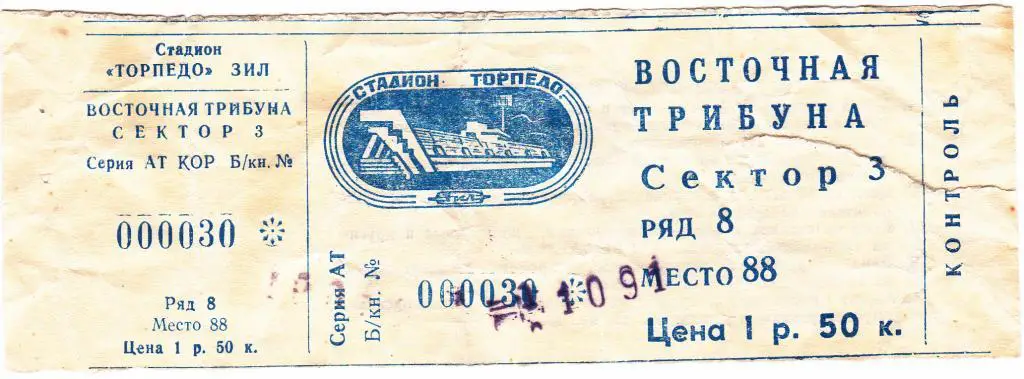 Стадион
«ТОРПЕДО» ЗИЛ
ВОСТОЧНАЯ ТРИБУНА
СЕКТОР 3
Серия АТ КОР Б/кн. №
000030
Ряд 8
Место 88
Цена 1 р. 50 к.
СТАДИОН ТОРПЕДО
ЗИЛ
Серия АТ
Б/кн. №
000030
1091
ВОСТОЧНАЯ
ТРИБУНА
Сектор 3
РЯД 8
МЕСТО 88
Цена 1 р. 50 к.
КОНТРОЛЬ